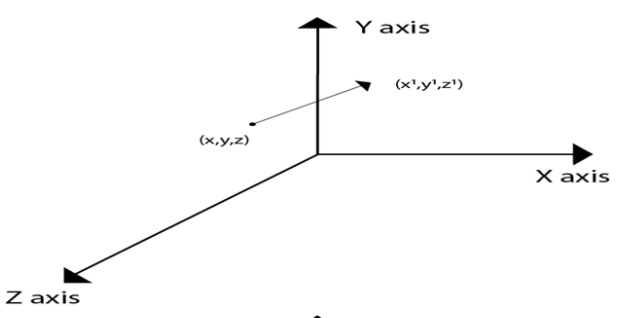 Y axis
(x¹,y¹,z¹)
(x,y,z)
X axis
Z axis